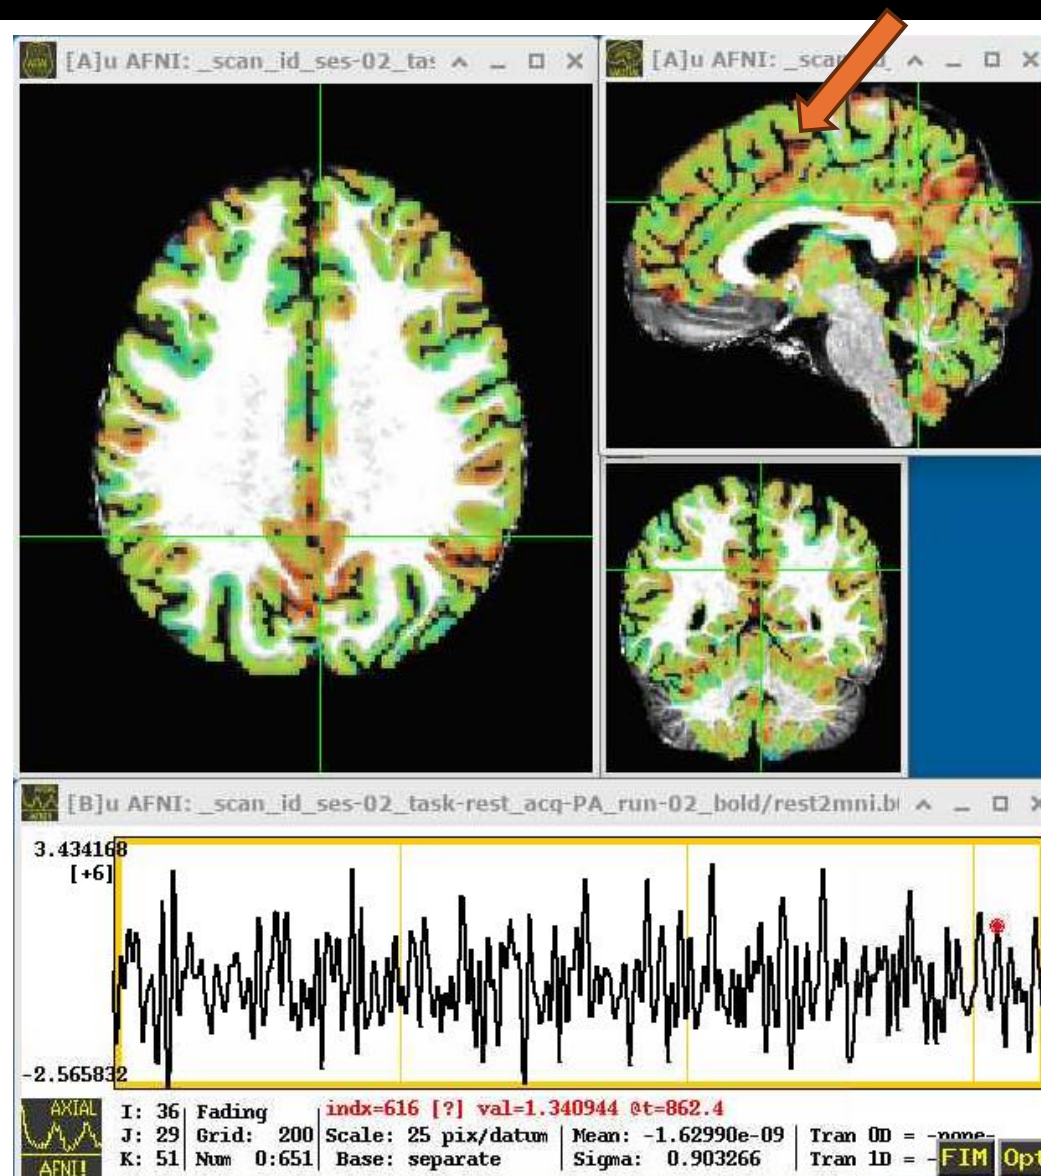 [A]u AFNI: _scan_id_ses-02_tas
[A]u AFNI:
[B]u AFNI: _scan_id_ses-02_task-rest_acq-PA_run-02_bold/rest2mni.b
3.434168
[+6]
-2.565832
AXIAL
AFNI!
I: 36
J: 29
K: 51
Fading
Grid: 200
Num 0:651
indx=616 [?] val=1.340944 @t=862.4
Scale: 25 pix/datum
Base: separate
Mean: -1.62990e-09
Sigma: 0.903266
Tran 0D = -none-
Tran 1D = -
FIM
Opt